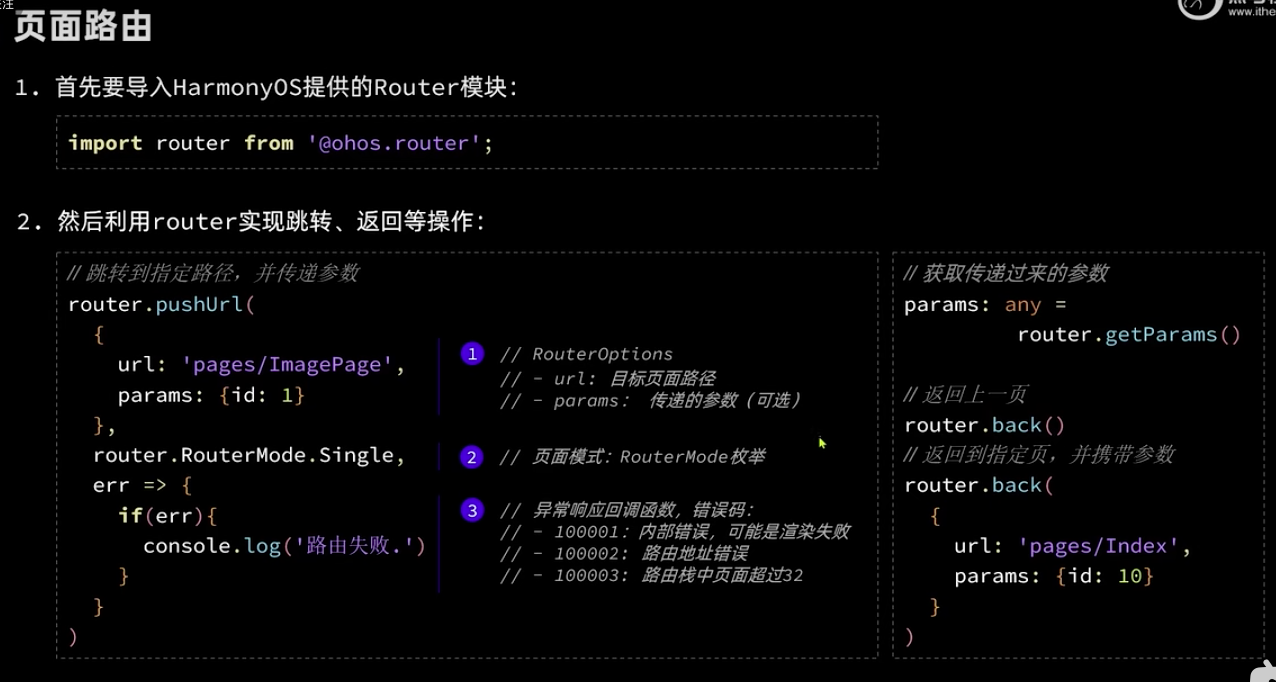 注
页面路由
www.ithe
1. 首先要导入HarmonyOS提供的Router模块:
import router from '@ohos.router';
2. 然后利用router实现跳转、返回等操作:
// 跳转到指定路径，并传递参数
router.pushUrl(
{
url: 'pages/ImagePage',
params: {id: 1}
},
router.RouterMode.Single,
err => {
if(err){
console.log('路由失败.')
}
}
)
1 // RouterOptions
// - url: 目标页面路径
// - params: 传递的参数（可选）
2 // 页面模式：RouterMode枚举
3 // 异常响应回调函数，错误码：
// - 100001：内部错误，可能是渲染失败
// - 100002: 路由地址错误
// - 100003: 路由栈中页面超过32
// 获取传递过来的参数
params: any =
router.getParams()
// 返回上一页
router.back()
// 返回到指定页，并携带参数
router.back(
{
url: 'pages/Index',
params: {id: 10}
}
)